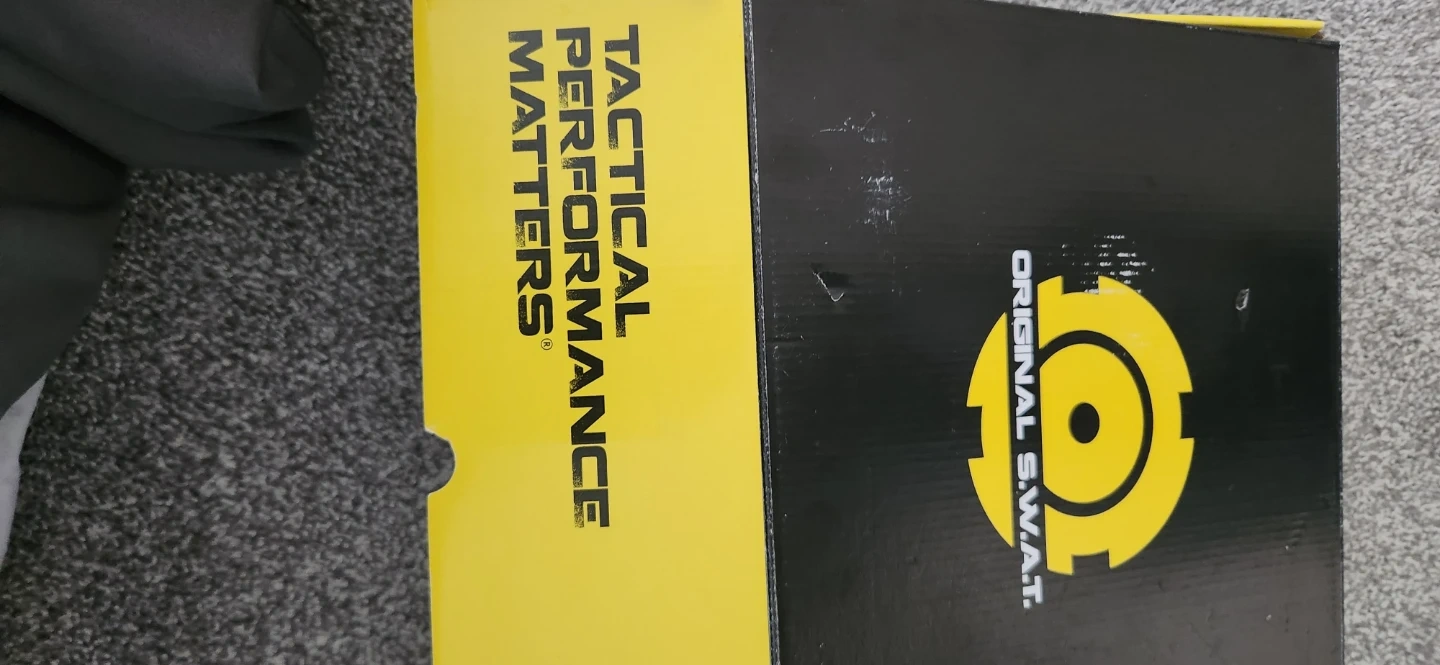 TACTICAL
PERFORMANCE
MATTERS®
ORIGINAL S.W.A.T.